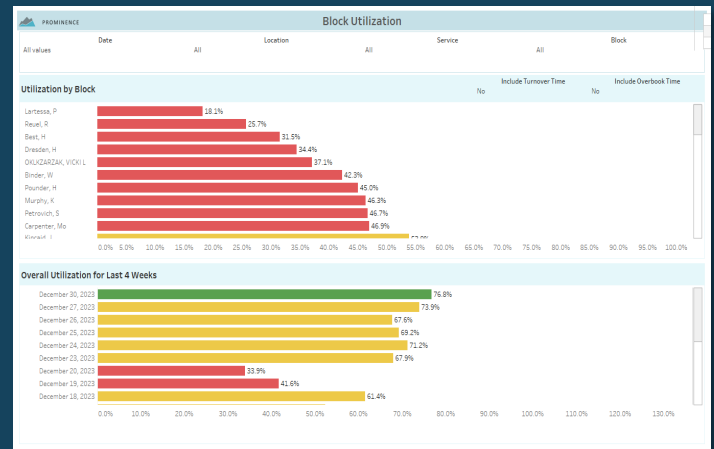 PROMINENCE
Block Utilization
Date Location Service Block
All values All All All
Utilization by Block
Include Turnover Time Include Overbook Time
No No
Lartessa, P 18.1%
Reuel, R 25.7%
Best, H 31.5%
Dresden, H 34.4%
OKLKZARZAK, VICKI L 37.1%
Binder, W 42.3%
Pounder, H 45.0%
Murphy, K 46.3%
Petrovich, S 46.7%
Carpenter, Mo 46.9%
0.0% 5.0% 10.0% 15.0% 20.0% 25.0% 30.0% 35.0% 40.0% 45.0% 50.0% 55.0% 60.0% 65.0% 70.0% 75.0% 80.0% 85.0% 90.0% 95.0% 100.0%
Overall Utilization for Last 4 Weeks
December 30, 2023 76.8%
December 27, 2023 73.9%
December 26, 2023 67.6%
December 25, 2023 69.2%
December 24, 2023 71.2%
December 23, 2023 67.9%
December 20, 2023 33.9%
December 19, 2023 41.6%
December 18, 2023 61.4%
0.0% 10.0% 20.0% 30.0% 40.0% 50.0% 60.0% 70.0% 80.0% 90.0% 100.0% 110.0% 120.0% 130.0%